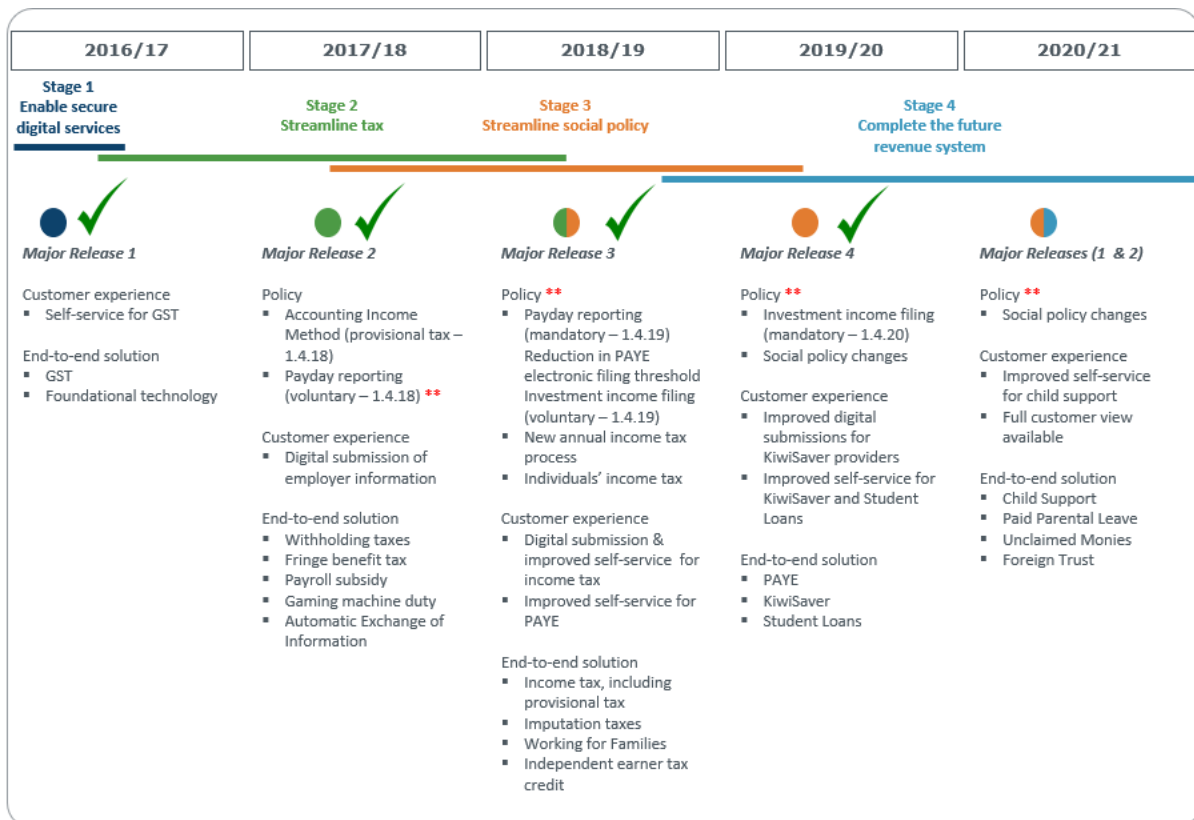 2016/17
2017/18
2018/19
2019/20
2020/21
Stage 1
Enable secure
digital services
Stage 2
Streamline tax
Stage 3
Streamline social policy
Stage 4
Complete the future
revenue system
Major Release 1
Customer experience
▪ Self-service for GST
End-to-end solution
▪ GST
▪ Foundational technology
Major Release 2
Policy
▪ Accounting Income
Method (provisional tax –
1.4.18)
▪ Payday reporting
(voluntary – 1.4.18) **
Customer experience
▪ Digital submission of
employer information
End-to-end solution
▪ Withholding taxes
▪ Fringe benefit tax
▪ Payroll subsidy
▪ Gaming machine duty
▪ Automatic Exchange of
Information
Major Release 3
Policy **
▪ Payday reporting
(mandatory – 1.4.19)
Reduction in PAYE
electronic filing threshold
Investment income filing
(voluntary – 1.4.19)
▪ New annual income tax
process
▪ Individuals’ income tax
Customer experience
▪ Digital submission &
improved self-service for
income tax
▪ Improved self-service for
PAYE
End-to-end solution
▪ Income tax, including
provisional tax
▪ Imputation taxes
▪ Working for Families
▪ Independent earner tax
credit
Major Release 4
Policy **
▪ Investment income filing
(mandatory – 1.4.20)
▪ Social policy changes
Customer experience
▪ Improved digital
submissions for
KiwiSaver providers
▪ Improved self-service for
KiwiSaver and Student
Loans
End-to-end solution
▪ PAYE
▪ KiwiSaver
▪ Student Loans
Major Releases (1 & 2)
Policy **
▪ Social policy changes
Customer experience
▪ Improved self-service
for child support
▪ Full customer view
available
End-to-end solution
▪ Child Support
▪ Paid Parental Leave
▪ Unclaimed Monies
▪ Foreign Trust